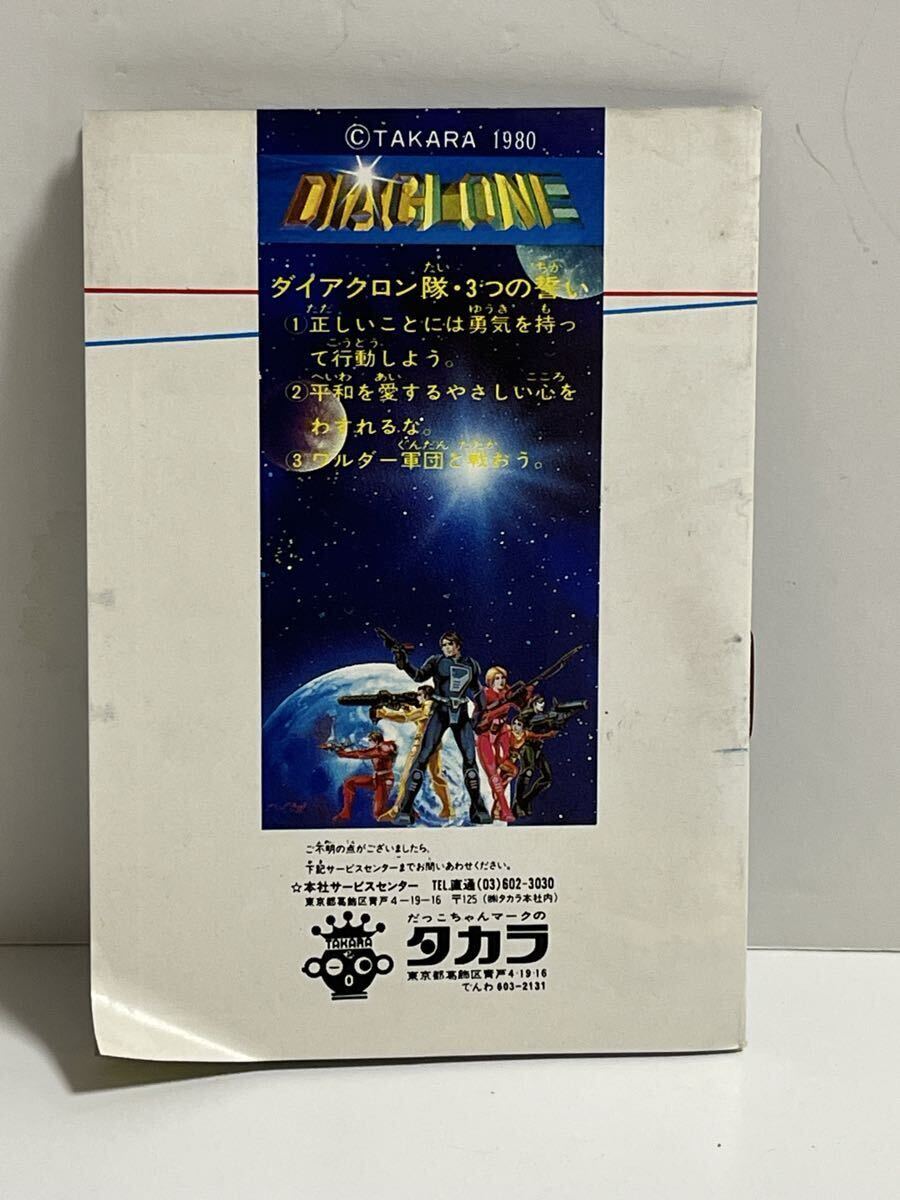 ©TAKARA 1980
DIACLONE
ダイアクロン隊・3つの誓い
①正しいことには勇気を持っ
て行動しよう。
②平和を愛するやさしい心を
わすれるな。
③ワルダー軍団と戦おう。
ご不明の点がございましたら、
下記サービスセンターまでお問いあわせください。
☆本社サービスセンター TEL.直通(03)602-3030
東京都葛飾区青戸4-19-16 〒125 (㈱タカラ本社内)
だっこちゃんマークの
TAKARA
タカラ
東京都葛飾区青戸4・19・16
でんわ 603-2131